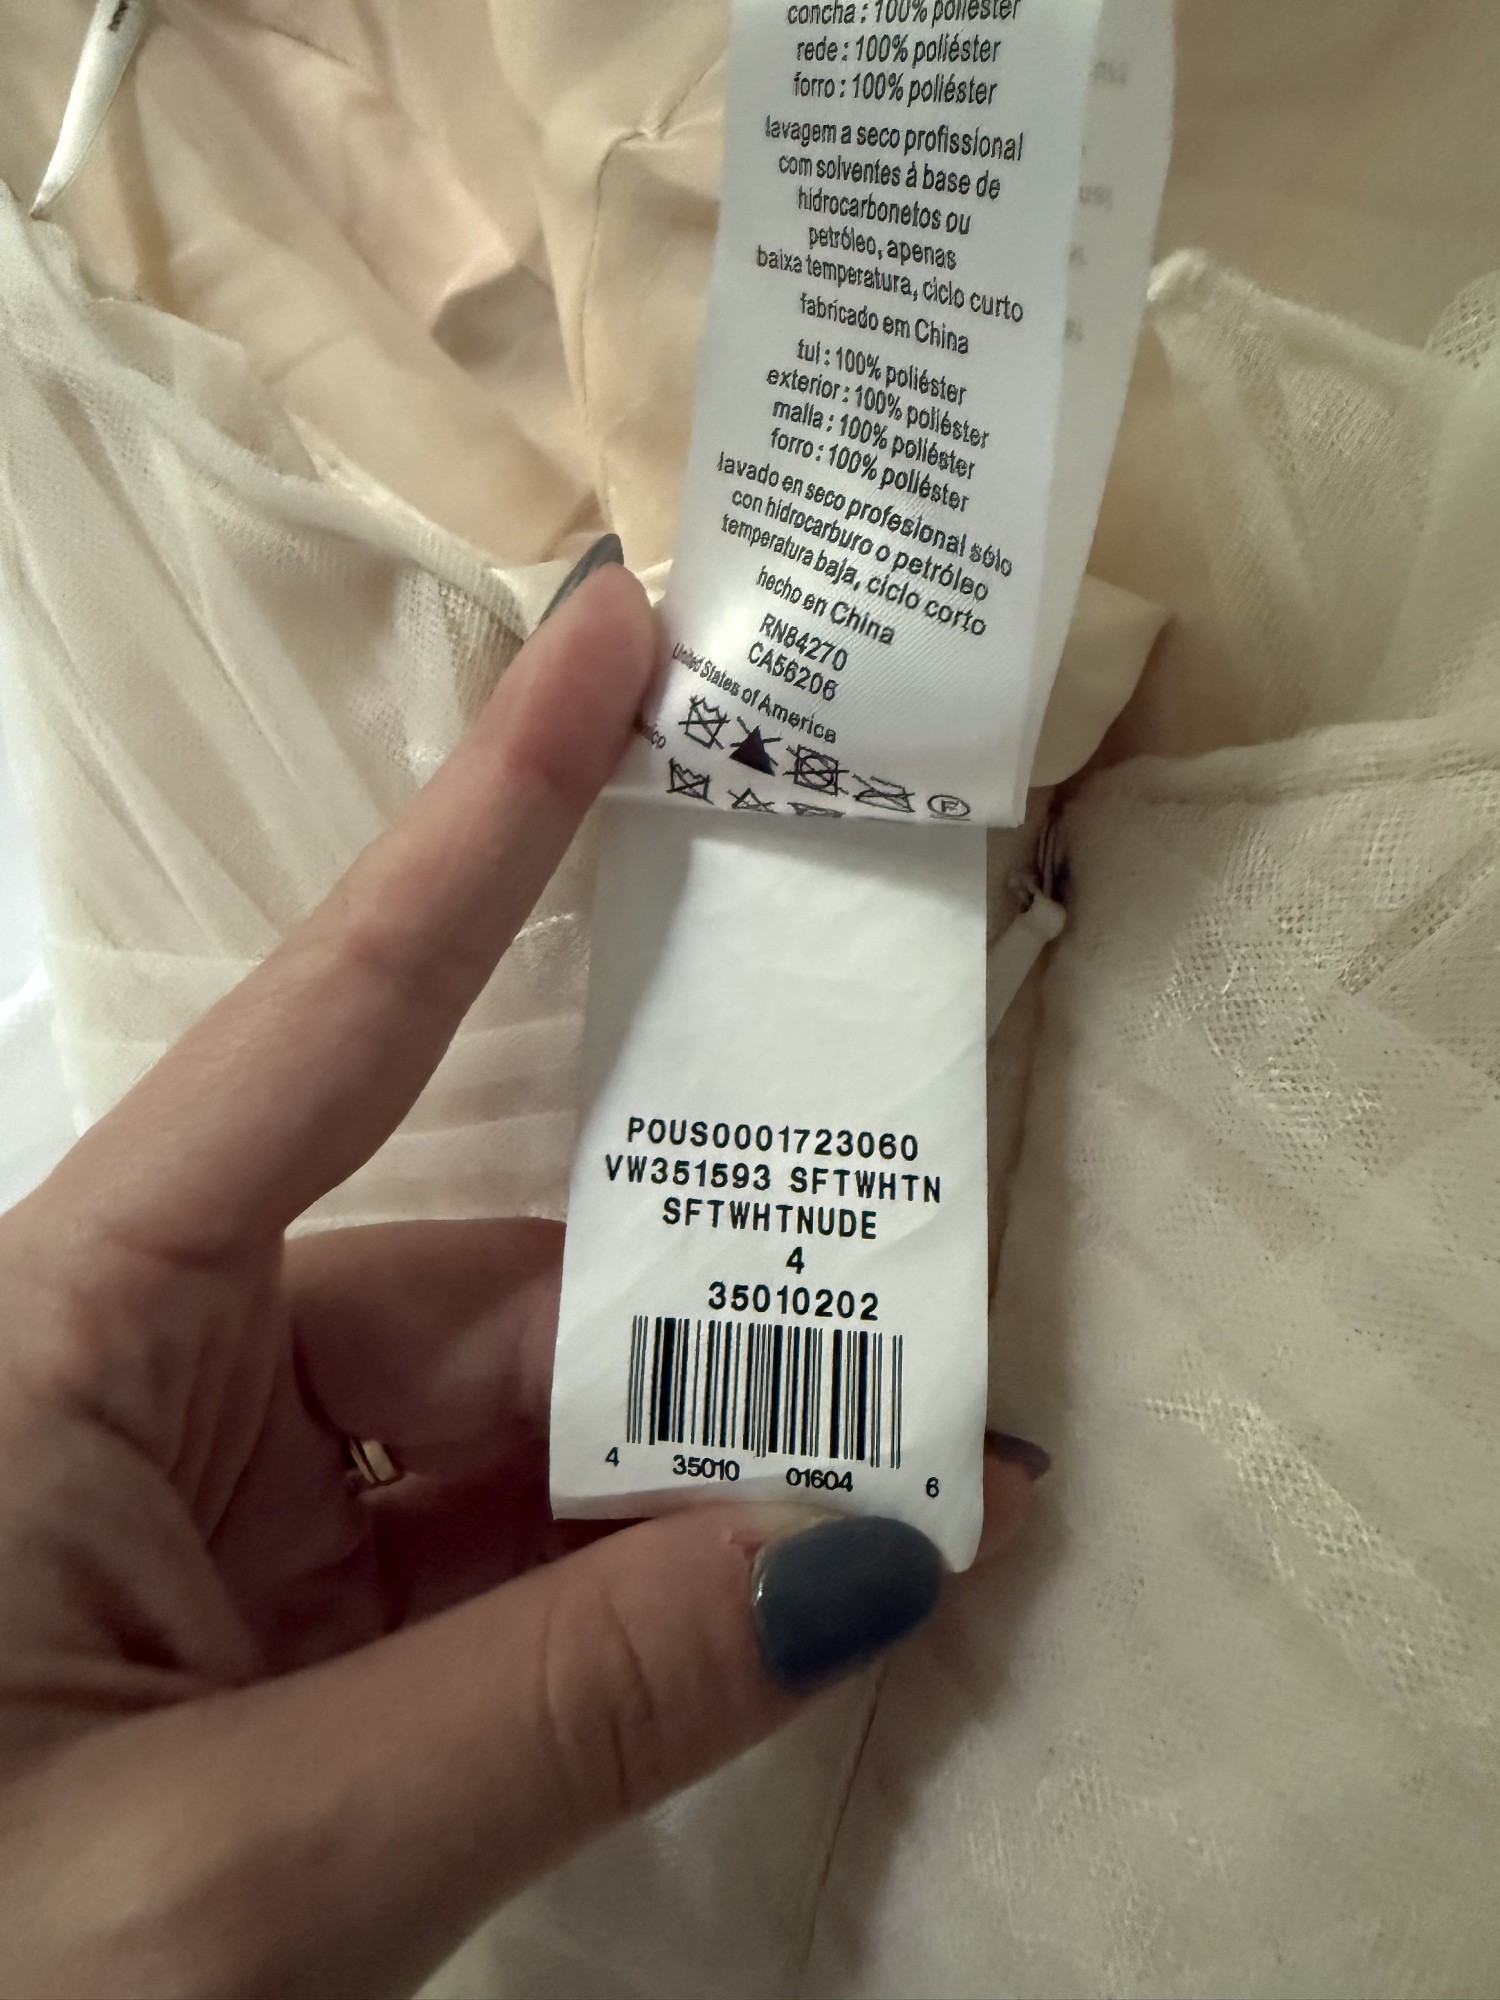 concha : 100% poliéster
rede : 100% poliéster
forro : 100% poliéster
lavagem a seco profissional
com solventes á base de
hidrocarbonetos ou
petróleo, apenas
baixa temperatura, ciclo curto
fabricado em China
tul : 100% poliéster
exterior : 100% poliéster
malla : 100% poliéster
forro : 100% poliéster
lavado en seco profesional sólo
con hidrocarburo o petróleo
temperatura baja, ciclo corto
hecho en China
RN84270
CA56206
United States of America
F
POUS0001723060
VW351593 SFTWHTN
SFTWHTNUDE
4
35010202
4 35010 01604 6